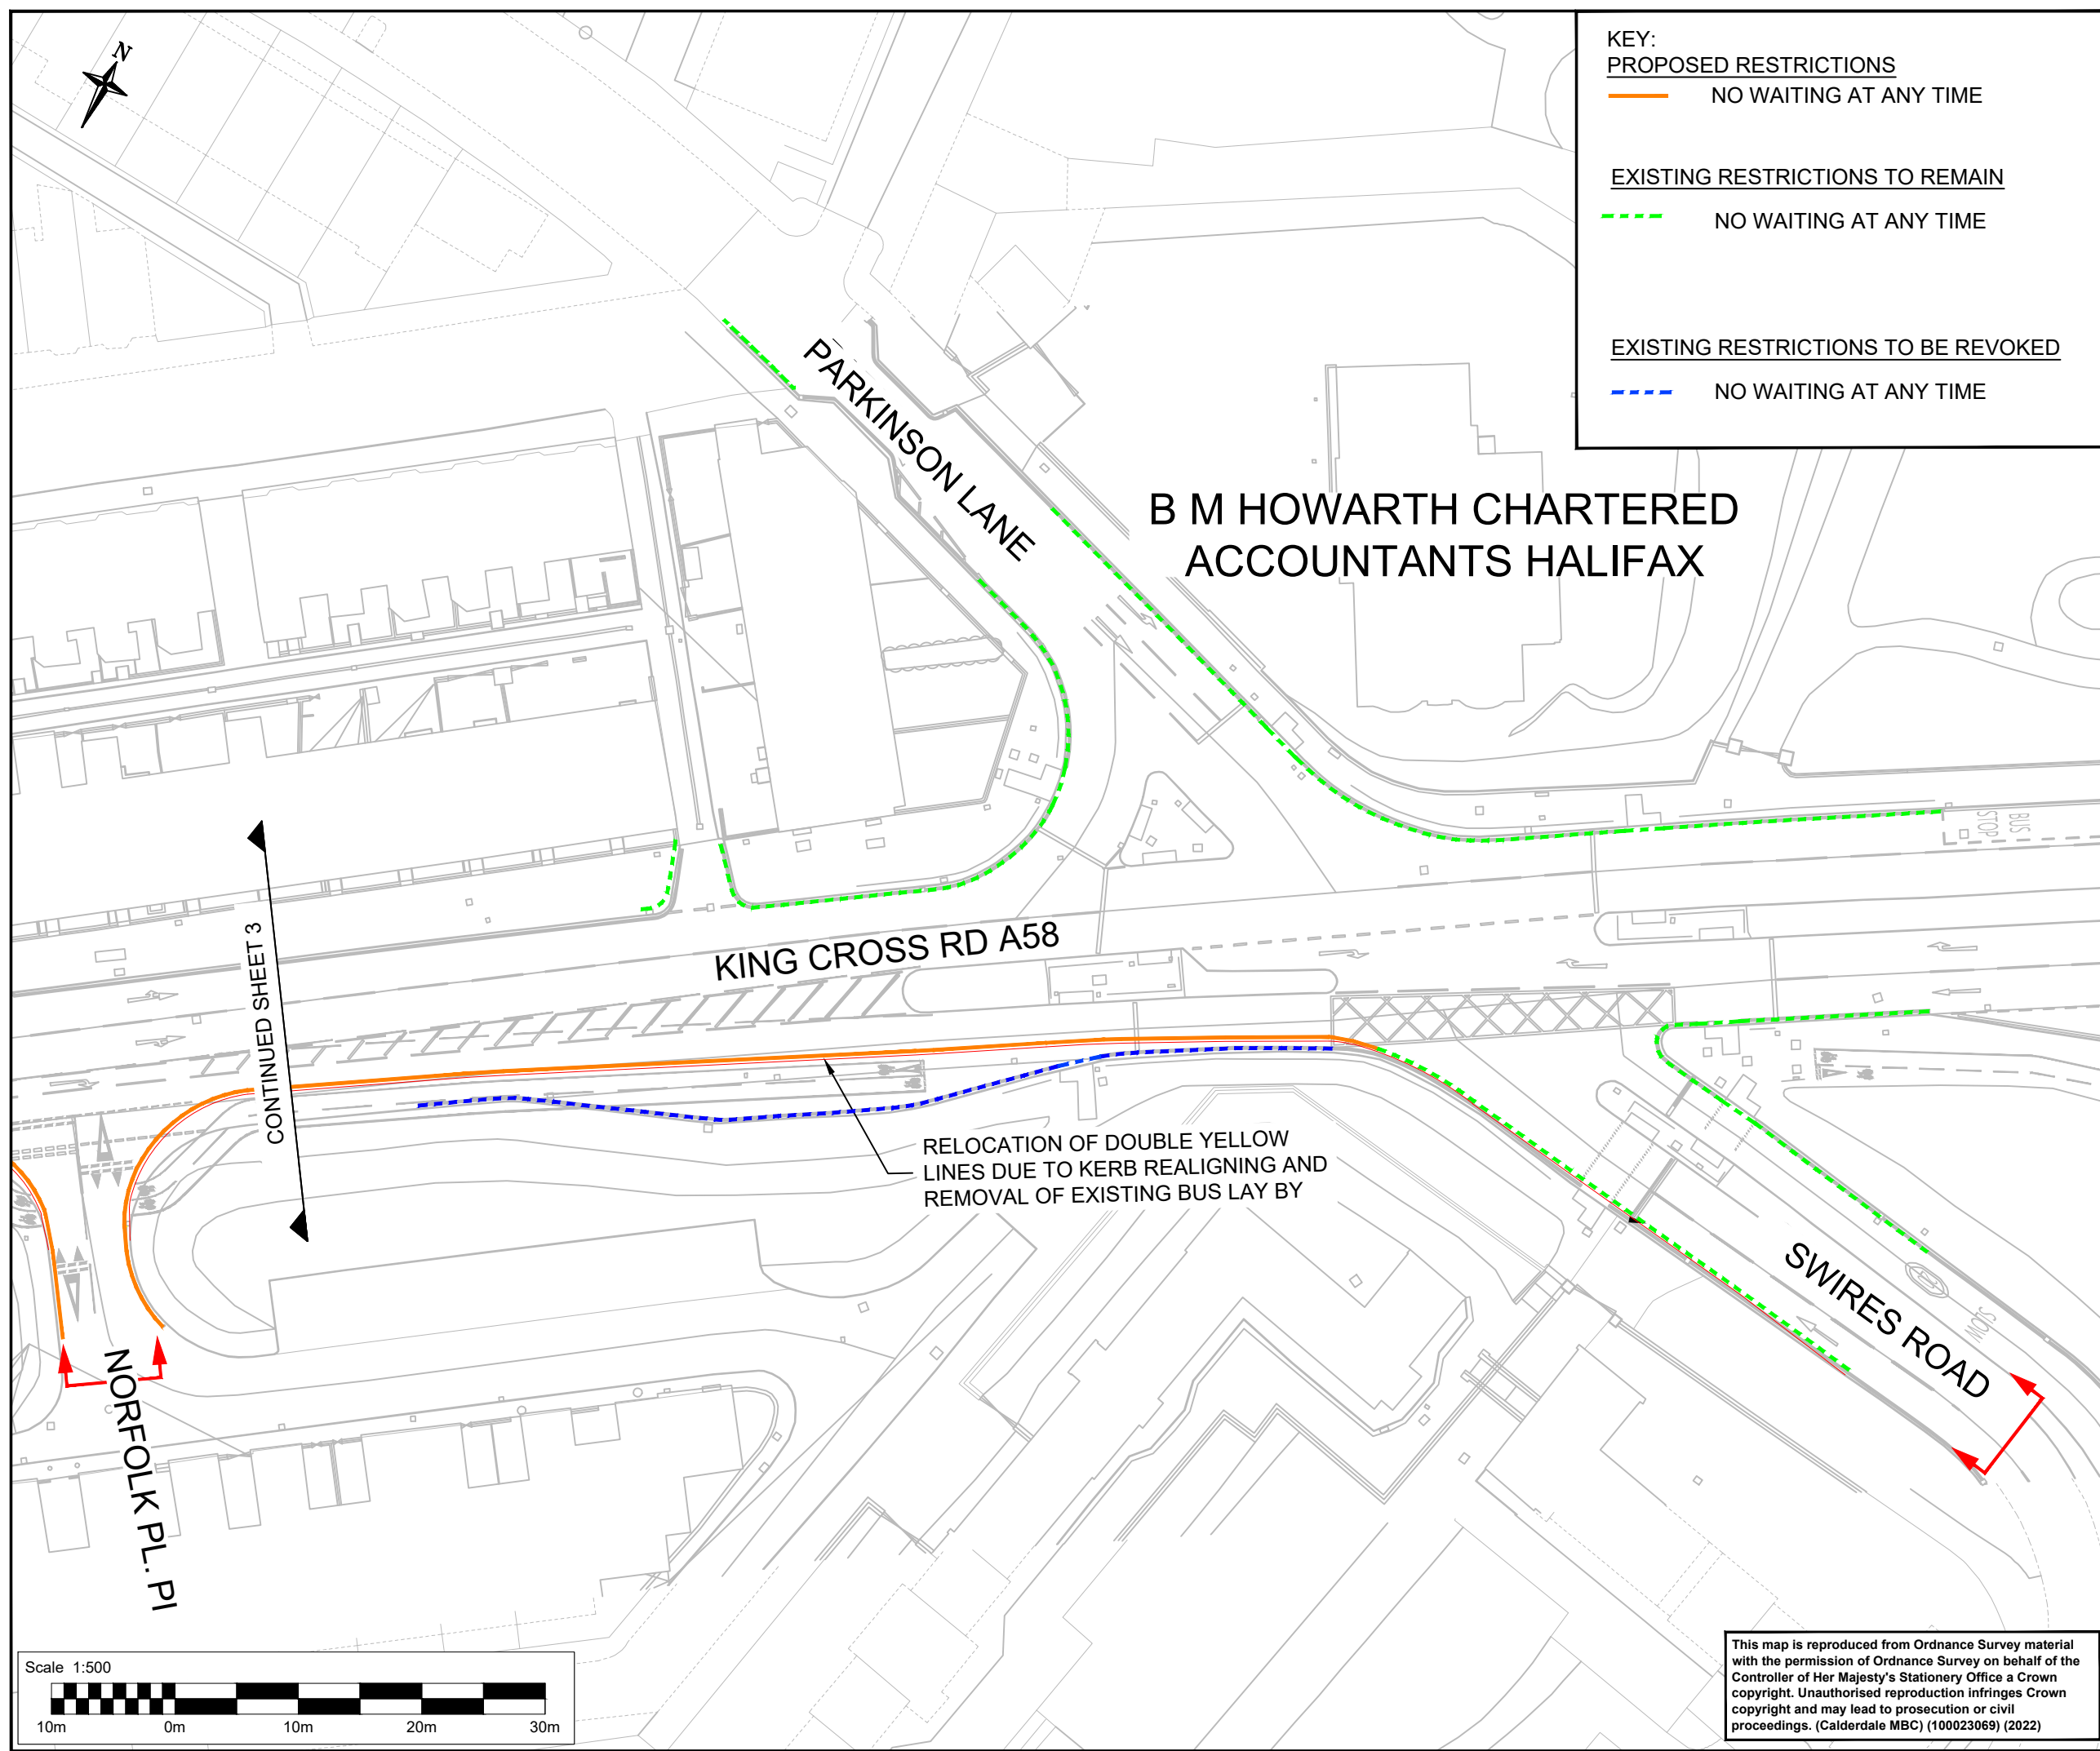 N
KEY:
PROPOSED RESTRICTIONS
NO WAITING AT ANY TIME
EXISTING RESTRICTIONS TO REMAIN
NO WAITING AT ANY TIME
EXISTING RESTRICTIONS TO BE REVOKED
NO WAITING AT ANY TIME
PARKINSON LANE
B M HOWARTH CHARTERED
ACCOUNTANTS HALIFAX
BUS
STOP
KING CROSS RD A58
CONTINUED SHEET 3
RELOCATION OF DOUBLE YELLOW
LINES DUE TO KERB REALIGNING AND
REMOVAL OF EXISTING BUS LAY BY
SWIRES ROAD
SLOW
NORFOLK PL. Pl
Scale 1:500
10m 0m 10m 20m 30m
This map is reproduced from Ordnance Survey material
with the permission of Ordnance Survey on behalf of the
Controller of Her Majesty's Stationery Office a Crown
copyright. Unauthorised reproduction infringes Crown
copyright and may lead to prosecution or civil
proceedings. (Calderdale MBC) (100023069) (2022)